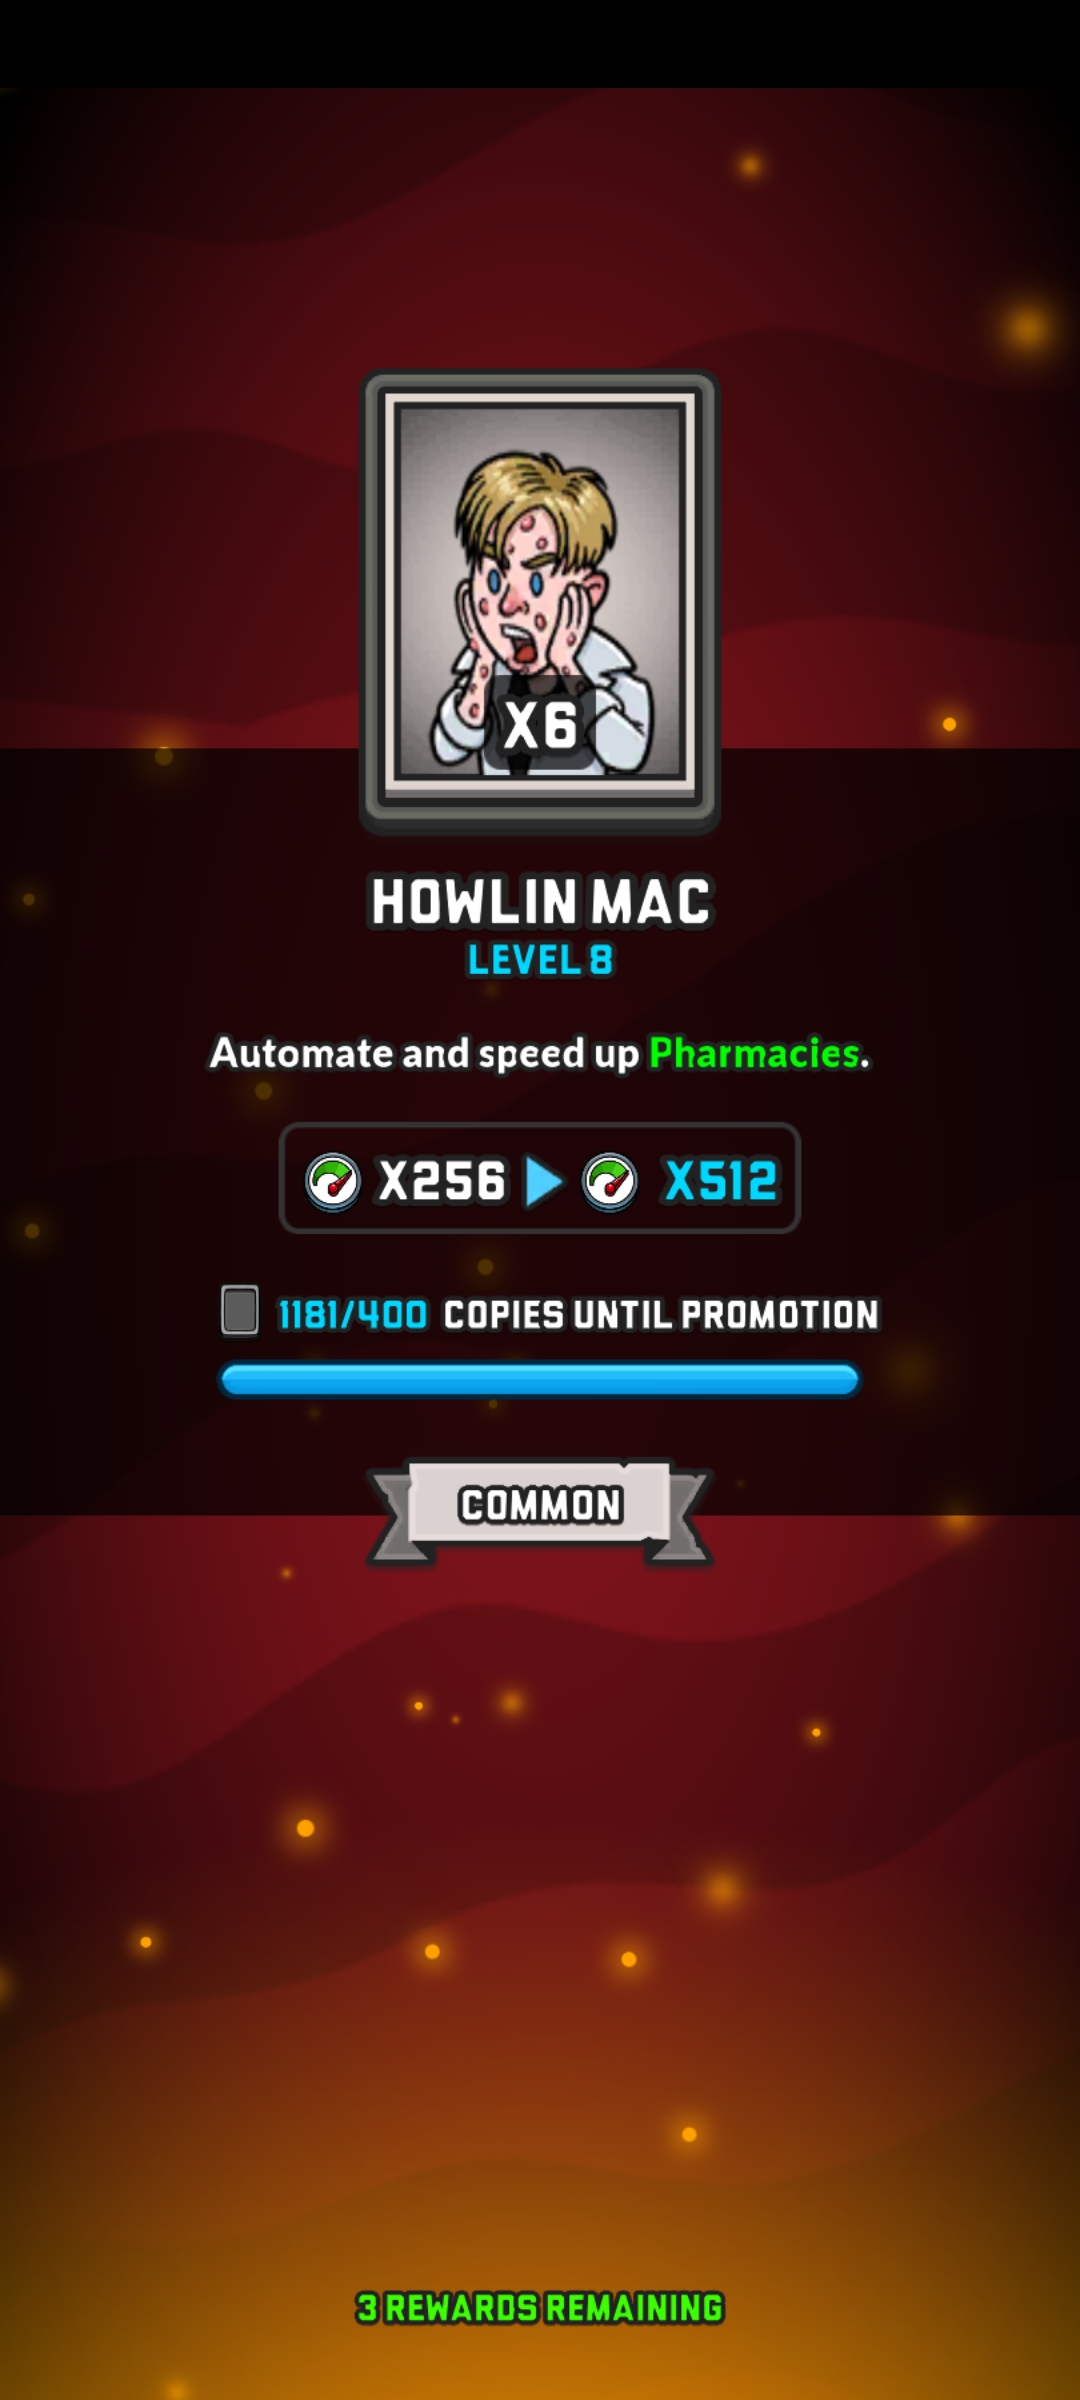 X6
HOWLIN MAC
LEVEL 8
Automate and speed up Pharmacies.
X256 X512
1181/400 COPIES UNTIL PROMOTION
COMMON
3 REWARDS REMAINING